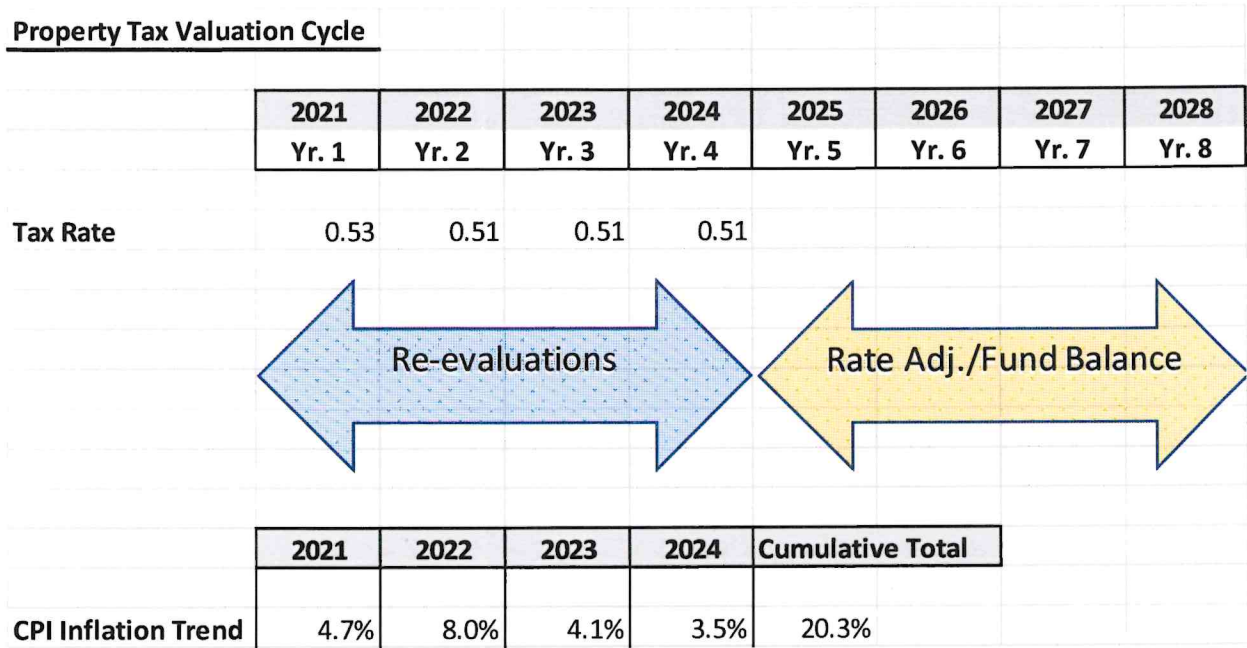 Property Tax Valuation Cycle
2021 2022 2023 2024 2025 2026 2027 2028
Yr. 1 Yr. 2 Yr. 3 Yr. 4 Yr. 5 Yr. 6 Yr. 7 Yr. 8
Tax Rate 0.53 0.51 0.51 0.51
Re-evaluations Rate Adj./Fund Balance
2021 2022 2023 2024 Cumulative Total
CPI Inflation Trend 4.7% 8.0% 4.1% 3.5% 20.3%